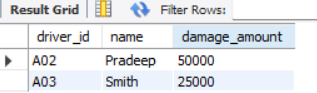 Result Grid Filter Rows:
driver_id name damage_amount
A02 Pradeep 50000
A03 Smith 25000